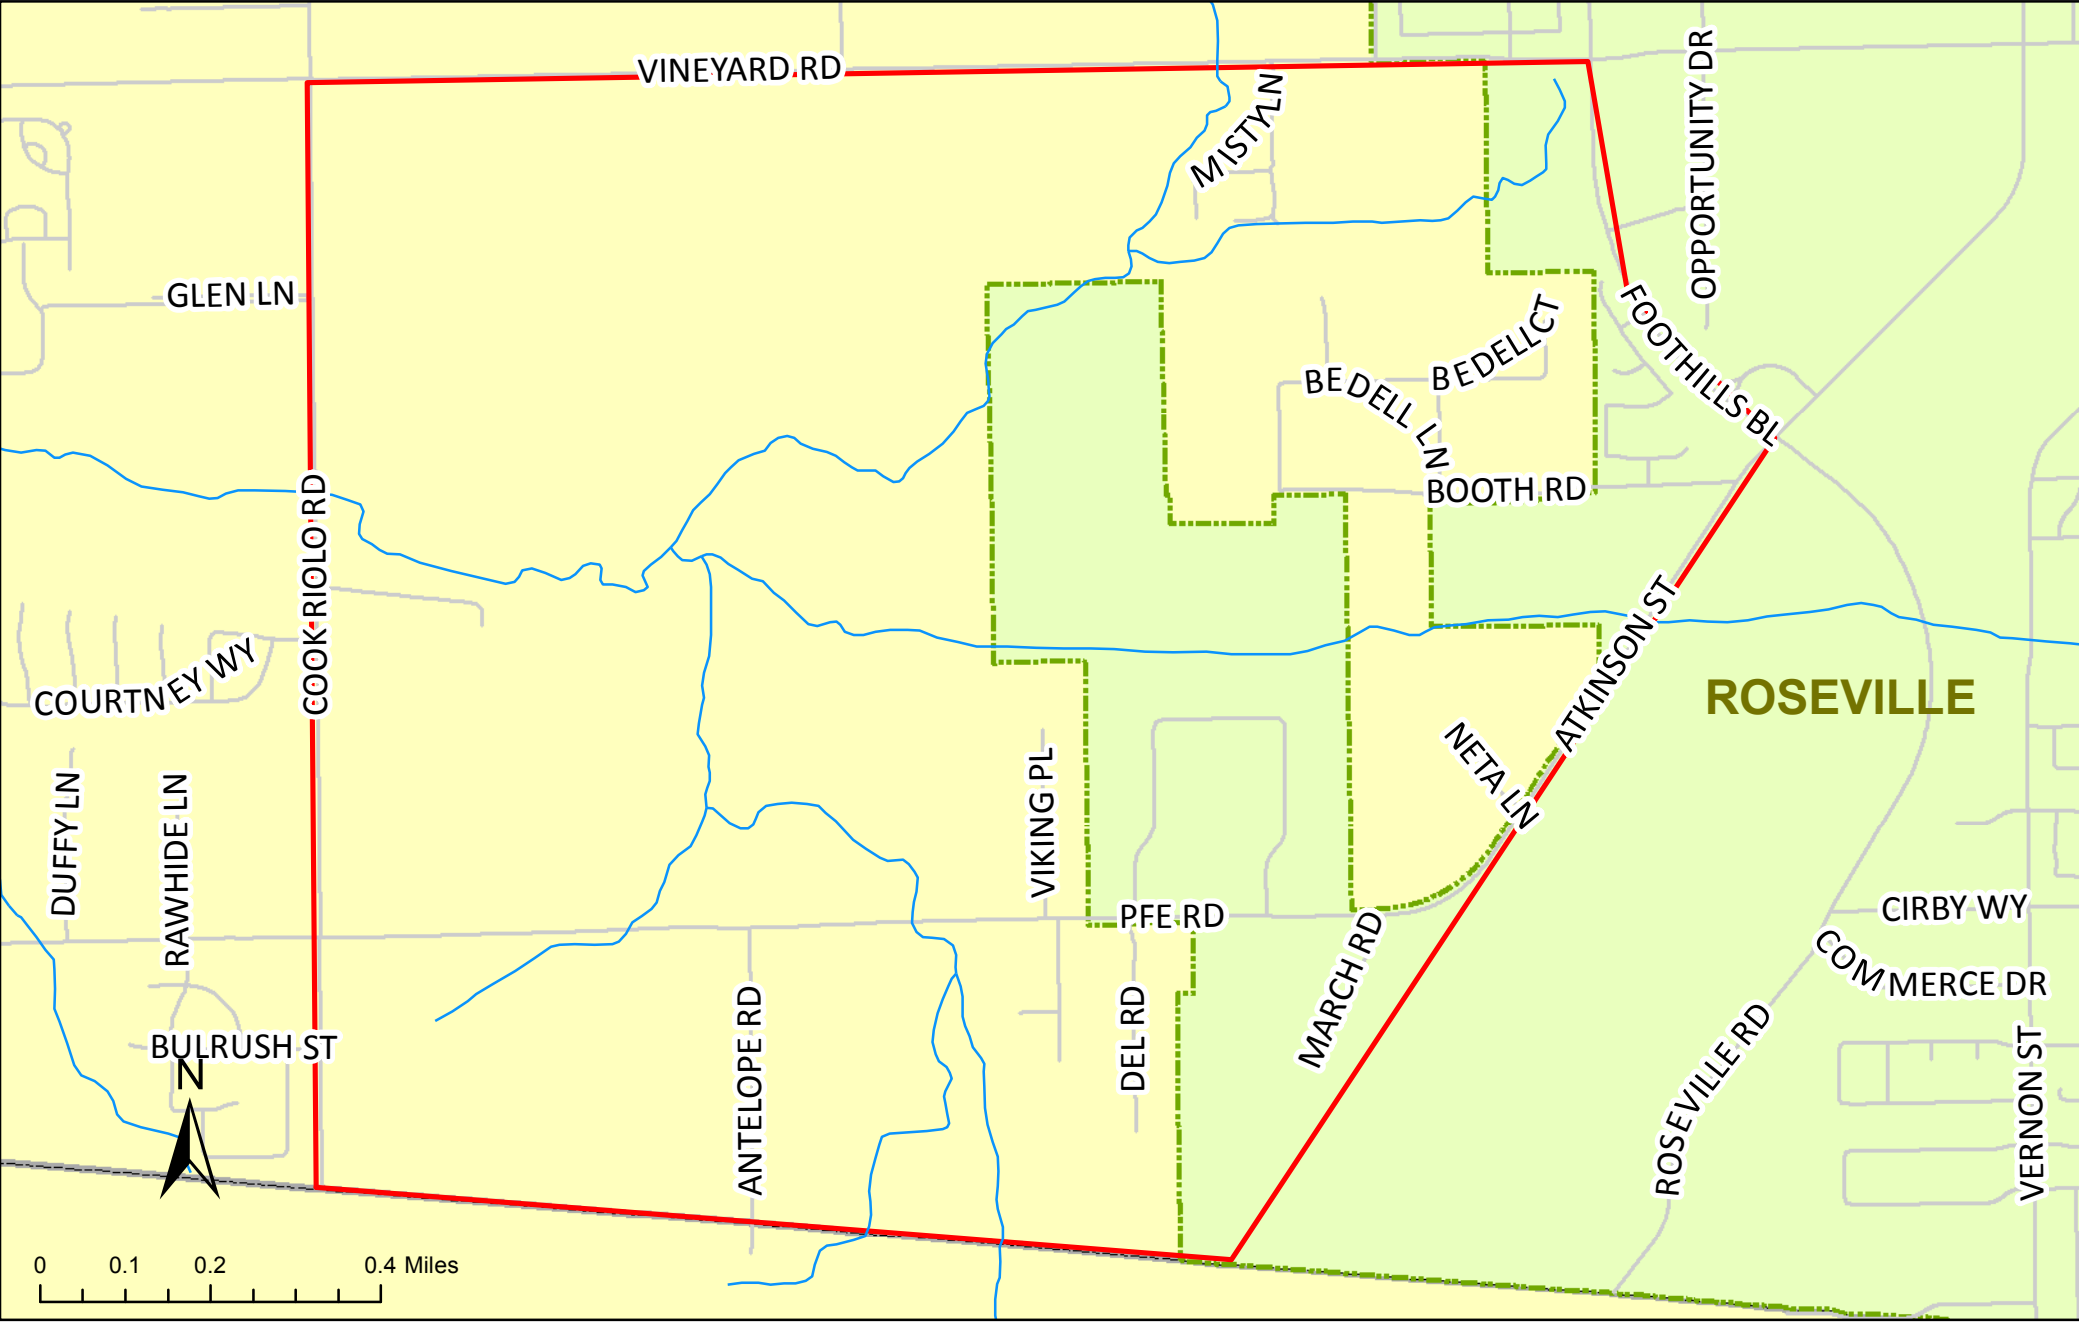 VINEYARD RD
OPPORTUNITY DR
MISTY LN
GLEN LN
FOOTHILLS BL
BEDELL CT
BEDELL LN
BOOTH RD
COOK RIOLO RD
ATKINSON ST
COURTNEY WY
ROSEVILLE
NETA LN
VIKING PL
DUFFY LN
RAWHIDE LN
PFE RD
CIRBY WY
MARCH RD
COMMERCE DR
DEL RD
ANTELOPE RD
ROSEVILLE RD
VERNON ST
BULRUSH ST
N
0 0.1 0.2 0.4 Miles